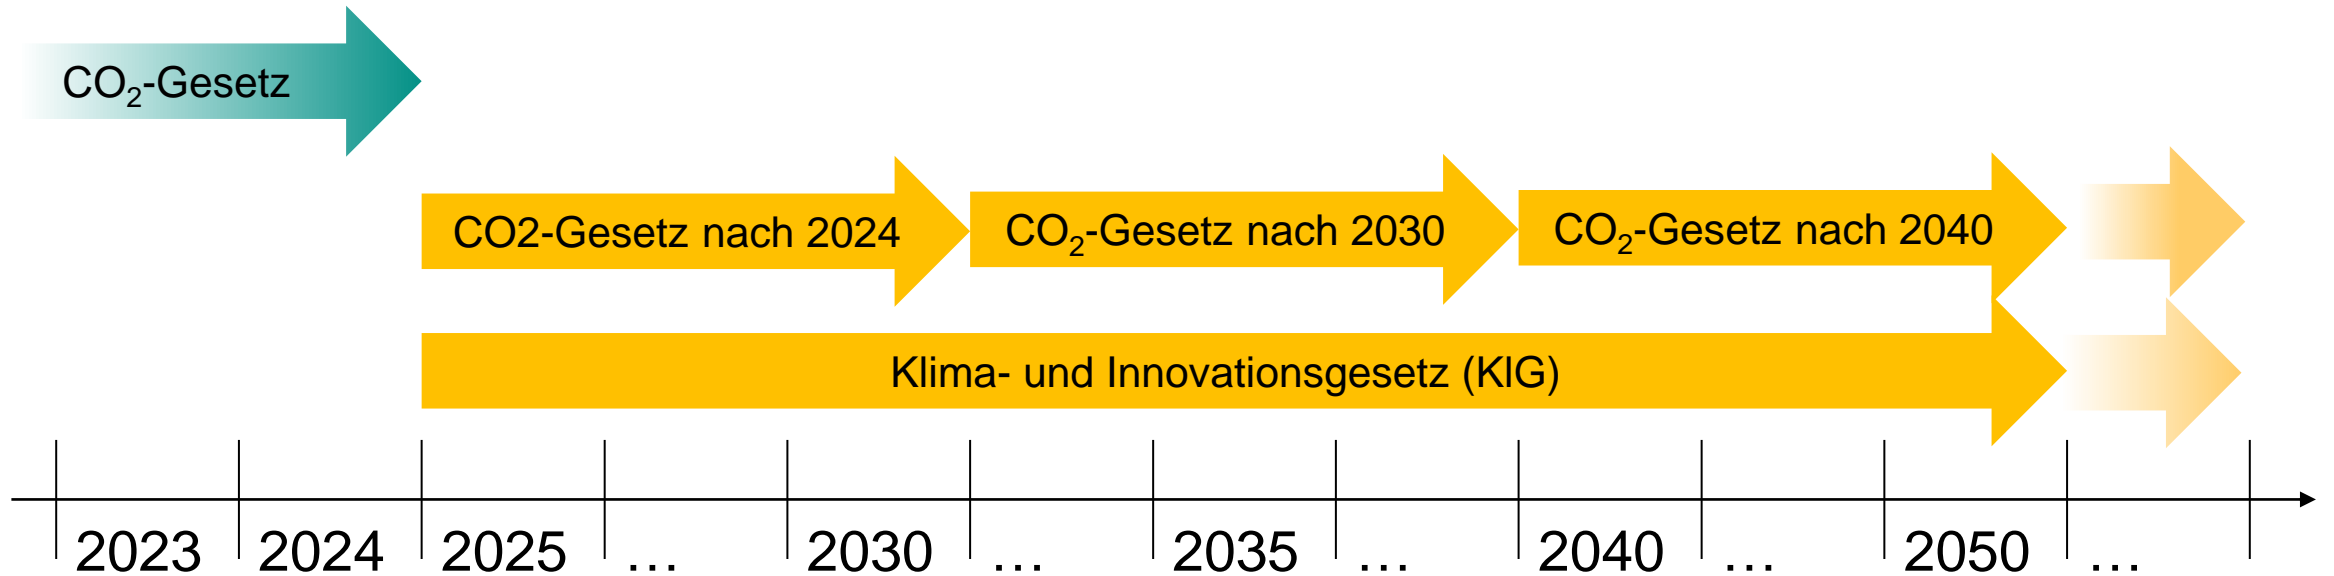 CO₂-Gesetz
CO2-Gesetz nach 2024
CO₂-Gesetz nach 2030
CO₂-Gesetz nach 2040
Klima- und Innovationsgesetz (KlG)
2023 2024 2025 … 2030 … 2035 … 2040 … 2050 …